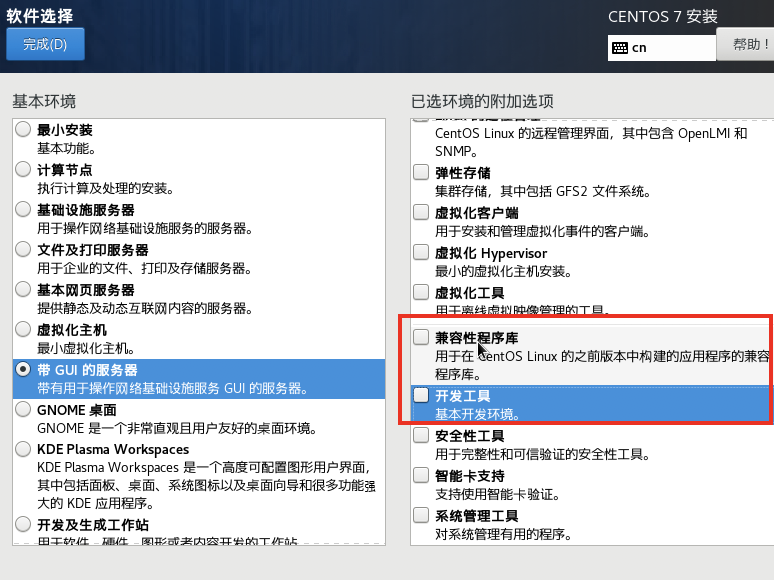 软件选择
完成(D)
CENTOS 7 安装
cn
帮助！
基本环境
最小安装
基本功能。
计算节点
执行计算及处理的安装。
基础设施服务器
用于操作网络基础设施服务的服务器。
文件及打印服务器
用于企业的文件、打印及存储服务器。
基本网页服务器
提供静态及动态互联网内容的服务器。
虚拟化主机
最小虚拟化主机。
带 GUI 的服务器
带有用于操作网络基础设施服务 GUI 的服务器。
GNOME 桌面
GNOME 是一个非常直观且用户友好的桌面环境。
KDE Plasma Workspaces
KDE Plasma Workspaces 是一个高度可配置图形用户界面，
其中包括面板、桌面、系统图标以及桌面向导和很多功能强
大的 KDE 应用程序。
开发及生成工作站
用于软件、硬件、图形或者内容开发的工作站
已选环境的附加选项
CentOS Linux 的远程管理界面，其中包含 OpenLMI 和
SNMP。
弹性存储
集群存储，其中包括 GFS2 文件系统。
虚拟化客户端
用于安装和管理虚拟化事件的客户端。
虚拟化 Hypervisor
最小的虚拟化主机安装。
虚拟化工具
用于离线虚拟映像管理的工具。
兼容性程序库
用于在 CentOS Linux 的之前版本中构建的应用程序的兼容
程序库。
开发工具
基本开发环境。
安全性工具
用于完整性和可信验证的安全性工具。
智能卡支持
支持使用智能卡验证。
系统管理工具
对系统管理有用的程序。